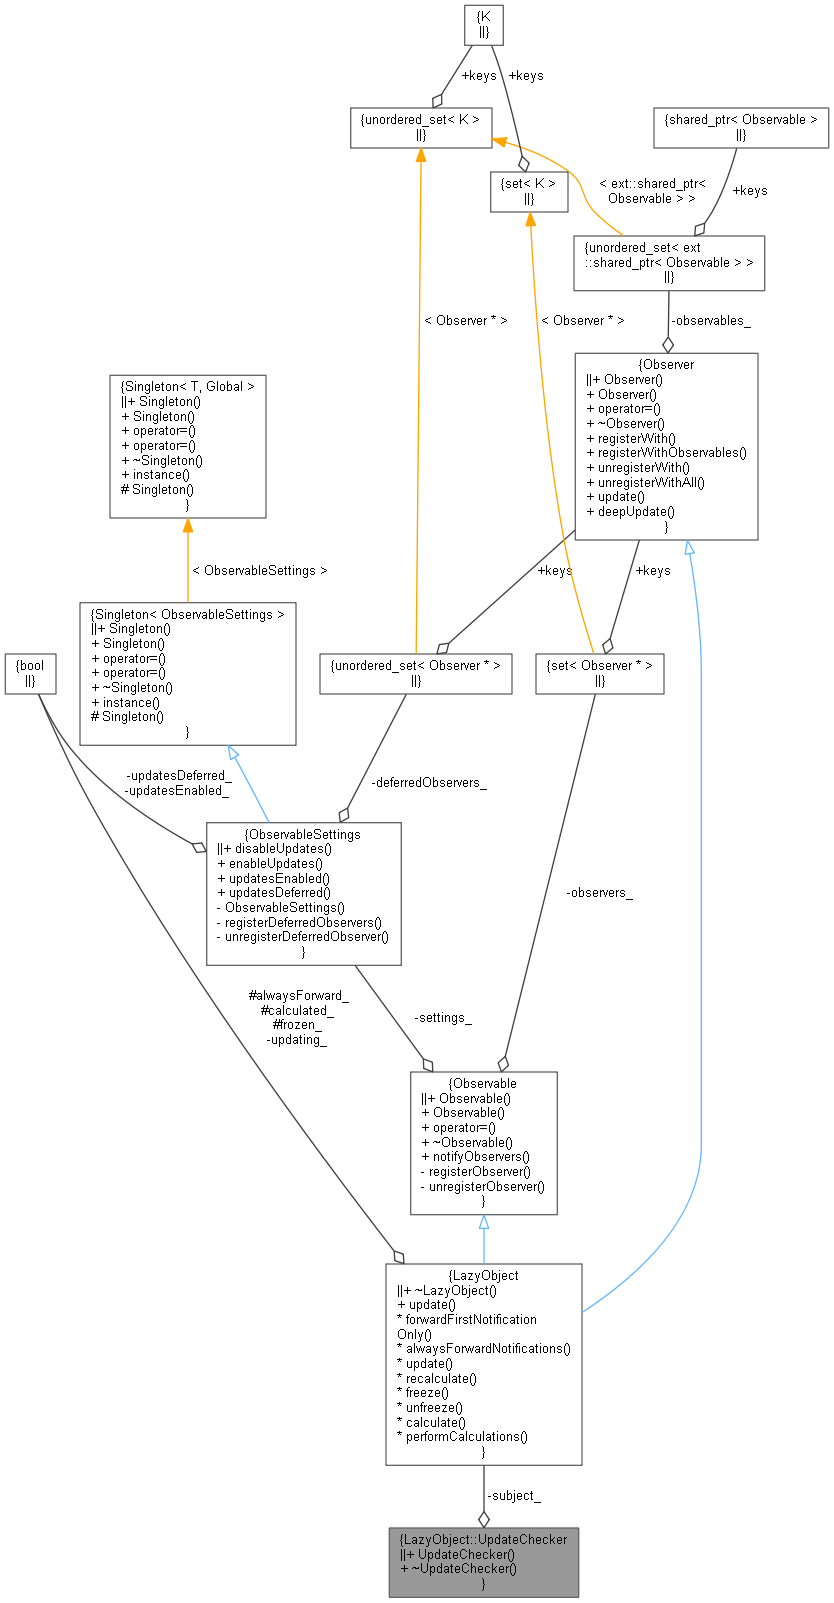 {K
||}
+keys
+keys
{unordered_set< K >
||}
{shared_ptr< Observable >
||}
{set< K >
||}
< ext::shared_ptr<
Observable > >
+keys
{unordered_set< ext
::shared_ptr< Observable > >
||}
< Observer * >
< Observer * >
-observables_
{Observer
||+ Observer()
+ Observer()
+ operator=()
+ ~Observer()
+ registerWith()
+ registerWithObservables()
+ unregisterWith()
+ unregisterWithAll()
+ update()
+ deepUpdate()
}
{Singleton< T, Global >
||+ Singleton()
+ Singleton()
+ operator=()
+ operator=()
+ ~Singleton()
+ instance()
# Singleton()
}
< ObservableSettings >
+keys
+keys
{Singleton< ObservableSettings >
||+ Singleton()
+ Singleton()
+ operator=()
+ operator=()
+ ~Singleton()
+ instance()
# Singleton()
}
{bool
||}
{unordered_set< Observer * >
||}
{set< Observer * >
||}
-updatesDeferred_
-updatesEnabled_
-deferredObservers_
{ObservableSettings
||+ disableUpdates()
+ enableUpdates()
+ updatesEnabled()
+ updatesDeferred()
- ObservableSettings()
- registerDeferredObservers()
- unregisterDeferredObserver()
}
-observers_
#alwaysForward_
#calculated_
#frozen_
-updating_
-settings_
{Observable
||+ Observable()
+ Observable()
+ operator=()
+ ~Observable()
+ notifyObservers()
- registerObserver()
- unregisterObserver()
}
{LazyObject
||+ ~LazyObject()
+ update()
* forwardFirstNotification
Only()
* alwaysForwardNotifications()
* update()
* recalculate()
* freeze()
* unfreeze()
* calculate()
* performCalculations()
}
-subject_
{LazyObject::UpdateChecker
||+ UpdateChecker()
+ ~UpdateChecker()
}